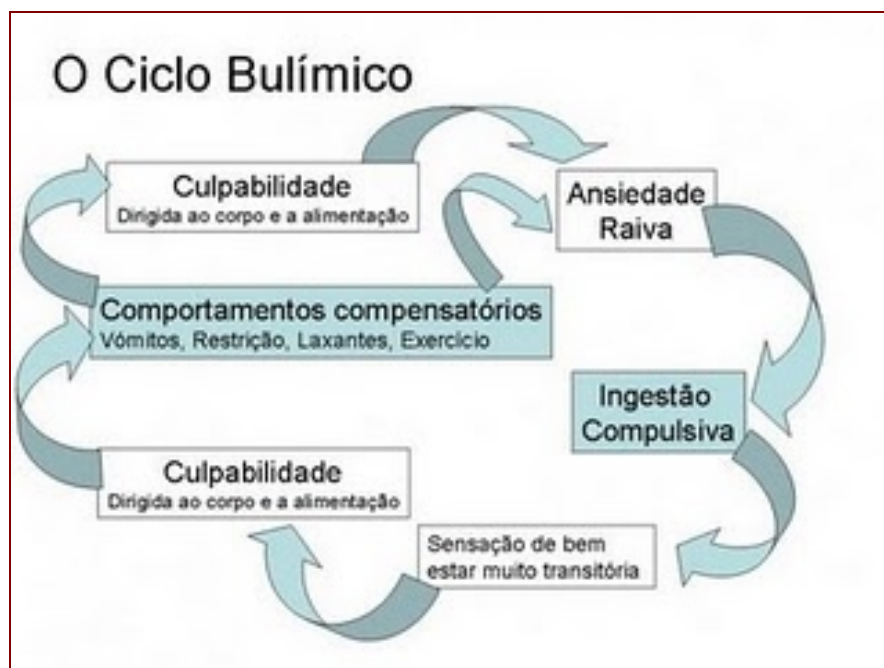 O Ciclo Bulímico
Culpabilidade
Dirigida ao corpo e a alimentação
Ansiedade
Raiva
Comportamentos compensatórios
Vómitos, Restrição, Laxantes, Exercício
Ingestão
Compulsiva
Culpabilidade
Dirigida ao corpo e a alimentação
Sensação de bem
estar muito transitória